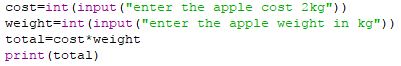 cost=int(input("enter the apple cost 2kg"))
weight=int(input("enter the apple weight in kg"))
total=cost*weight
print(total)